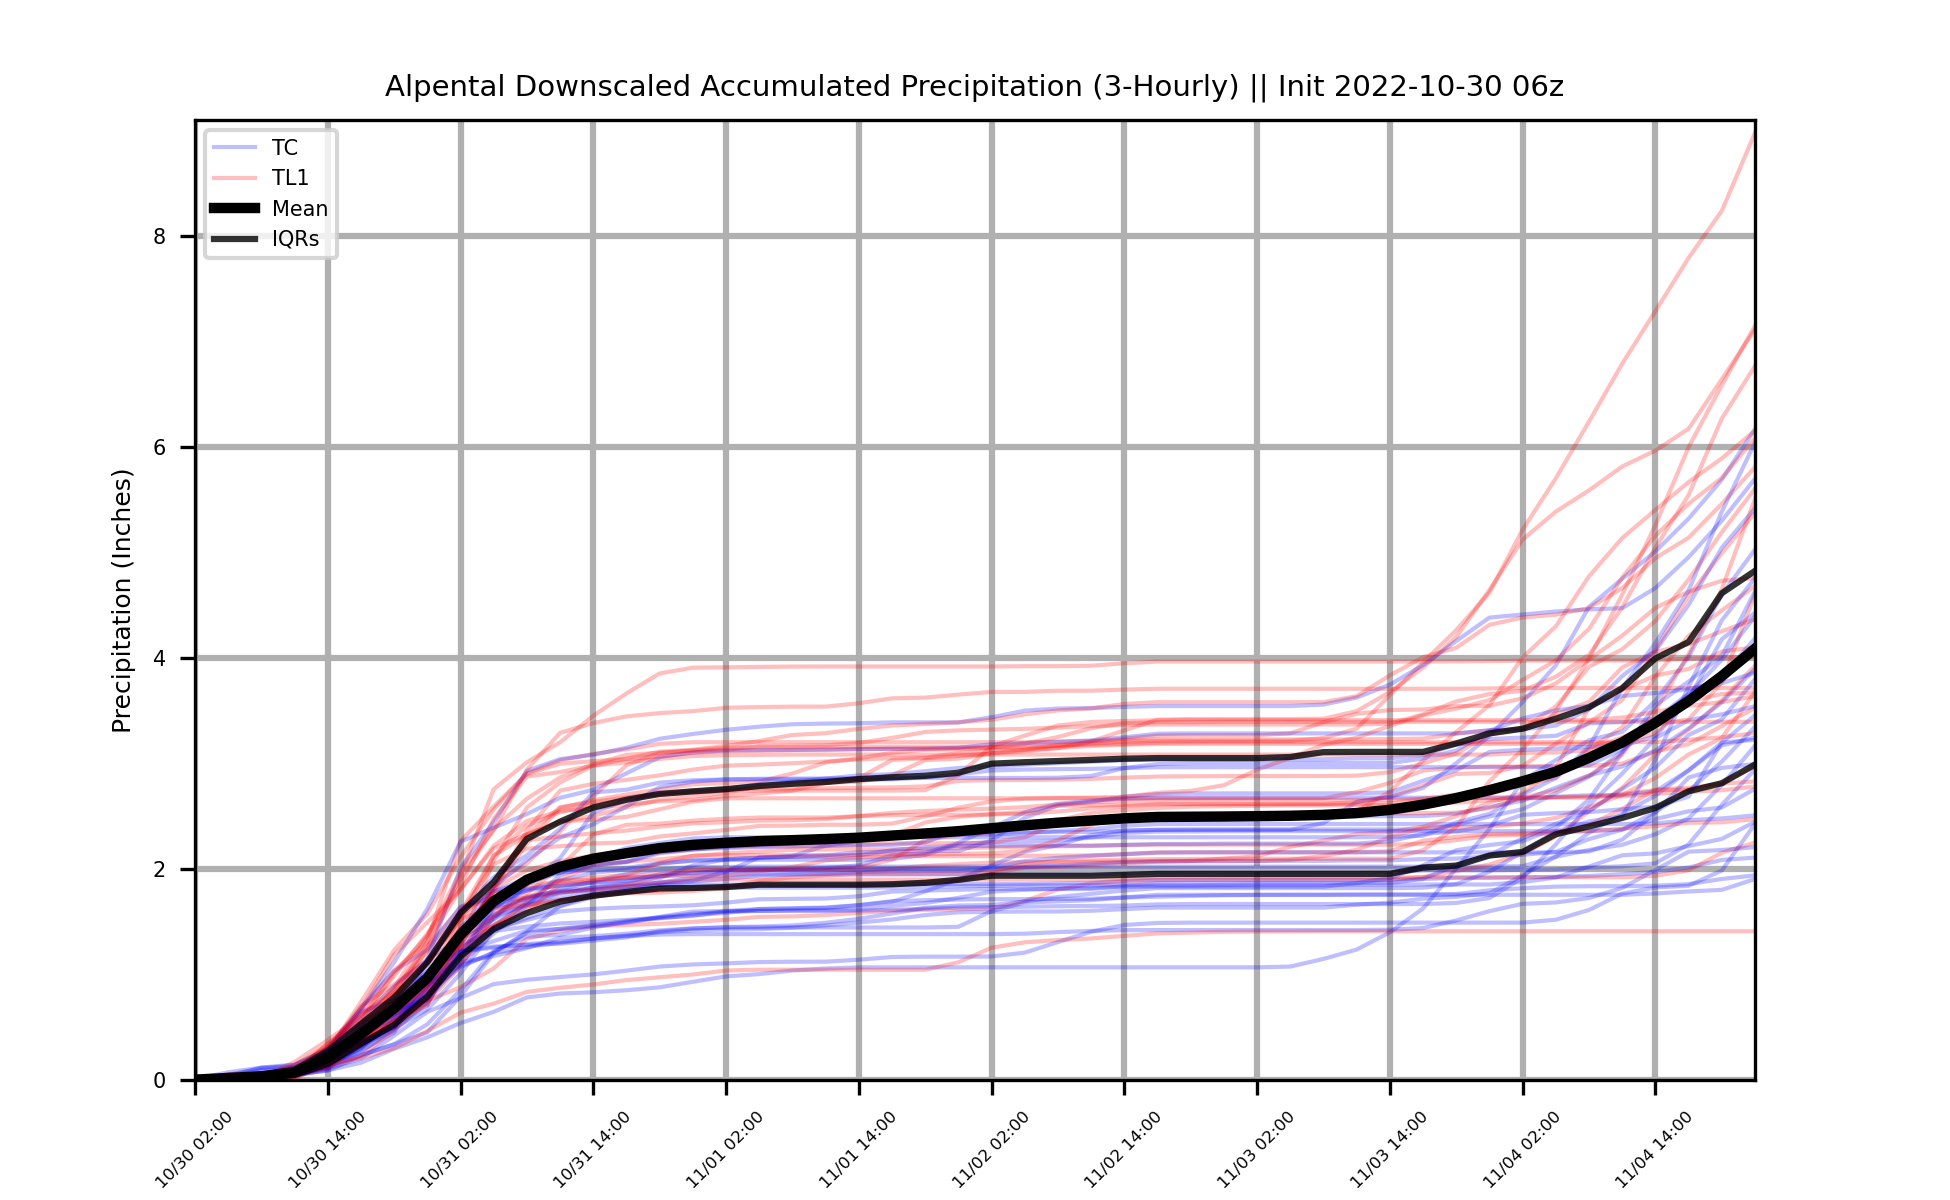 Alpental Downscaled Accumulated Precipitation (3-Hourly) || Init 2022-10-30 06z
TC
TL1
Mean
IQRs
Precipitation (Inches)
8
6
4
2
0
10/30 02:00
10/30 14:00
10/31 02:00
10/31 14:00
11/01 02:00
11/01 14:00
11/02 02:00
11/02 14:00
11/03 02:00
11/03 14:00
11/04 02:00
11/04 14:00